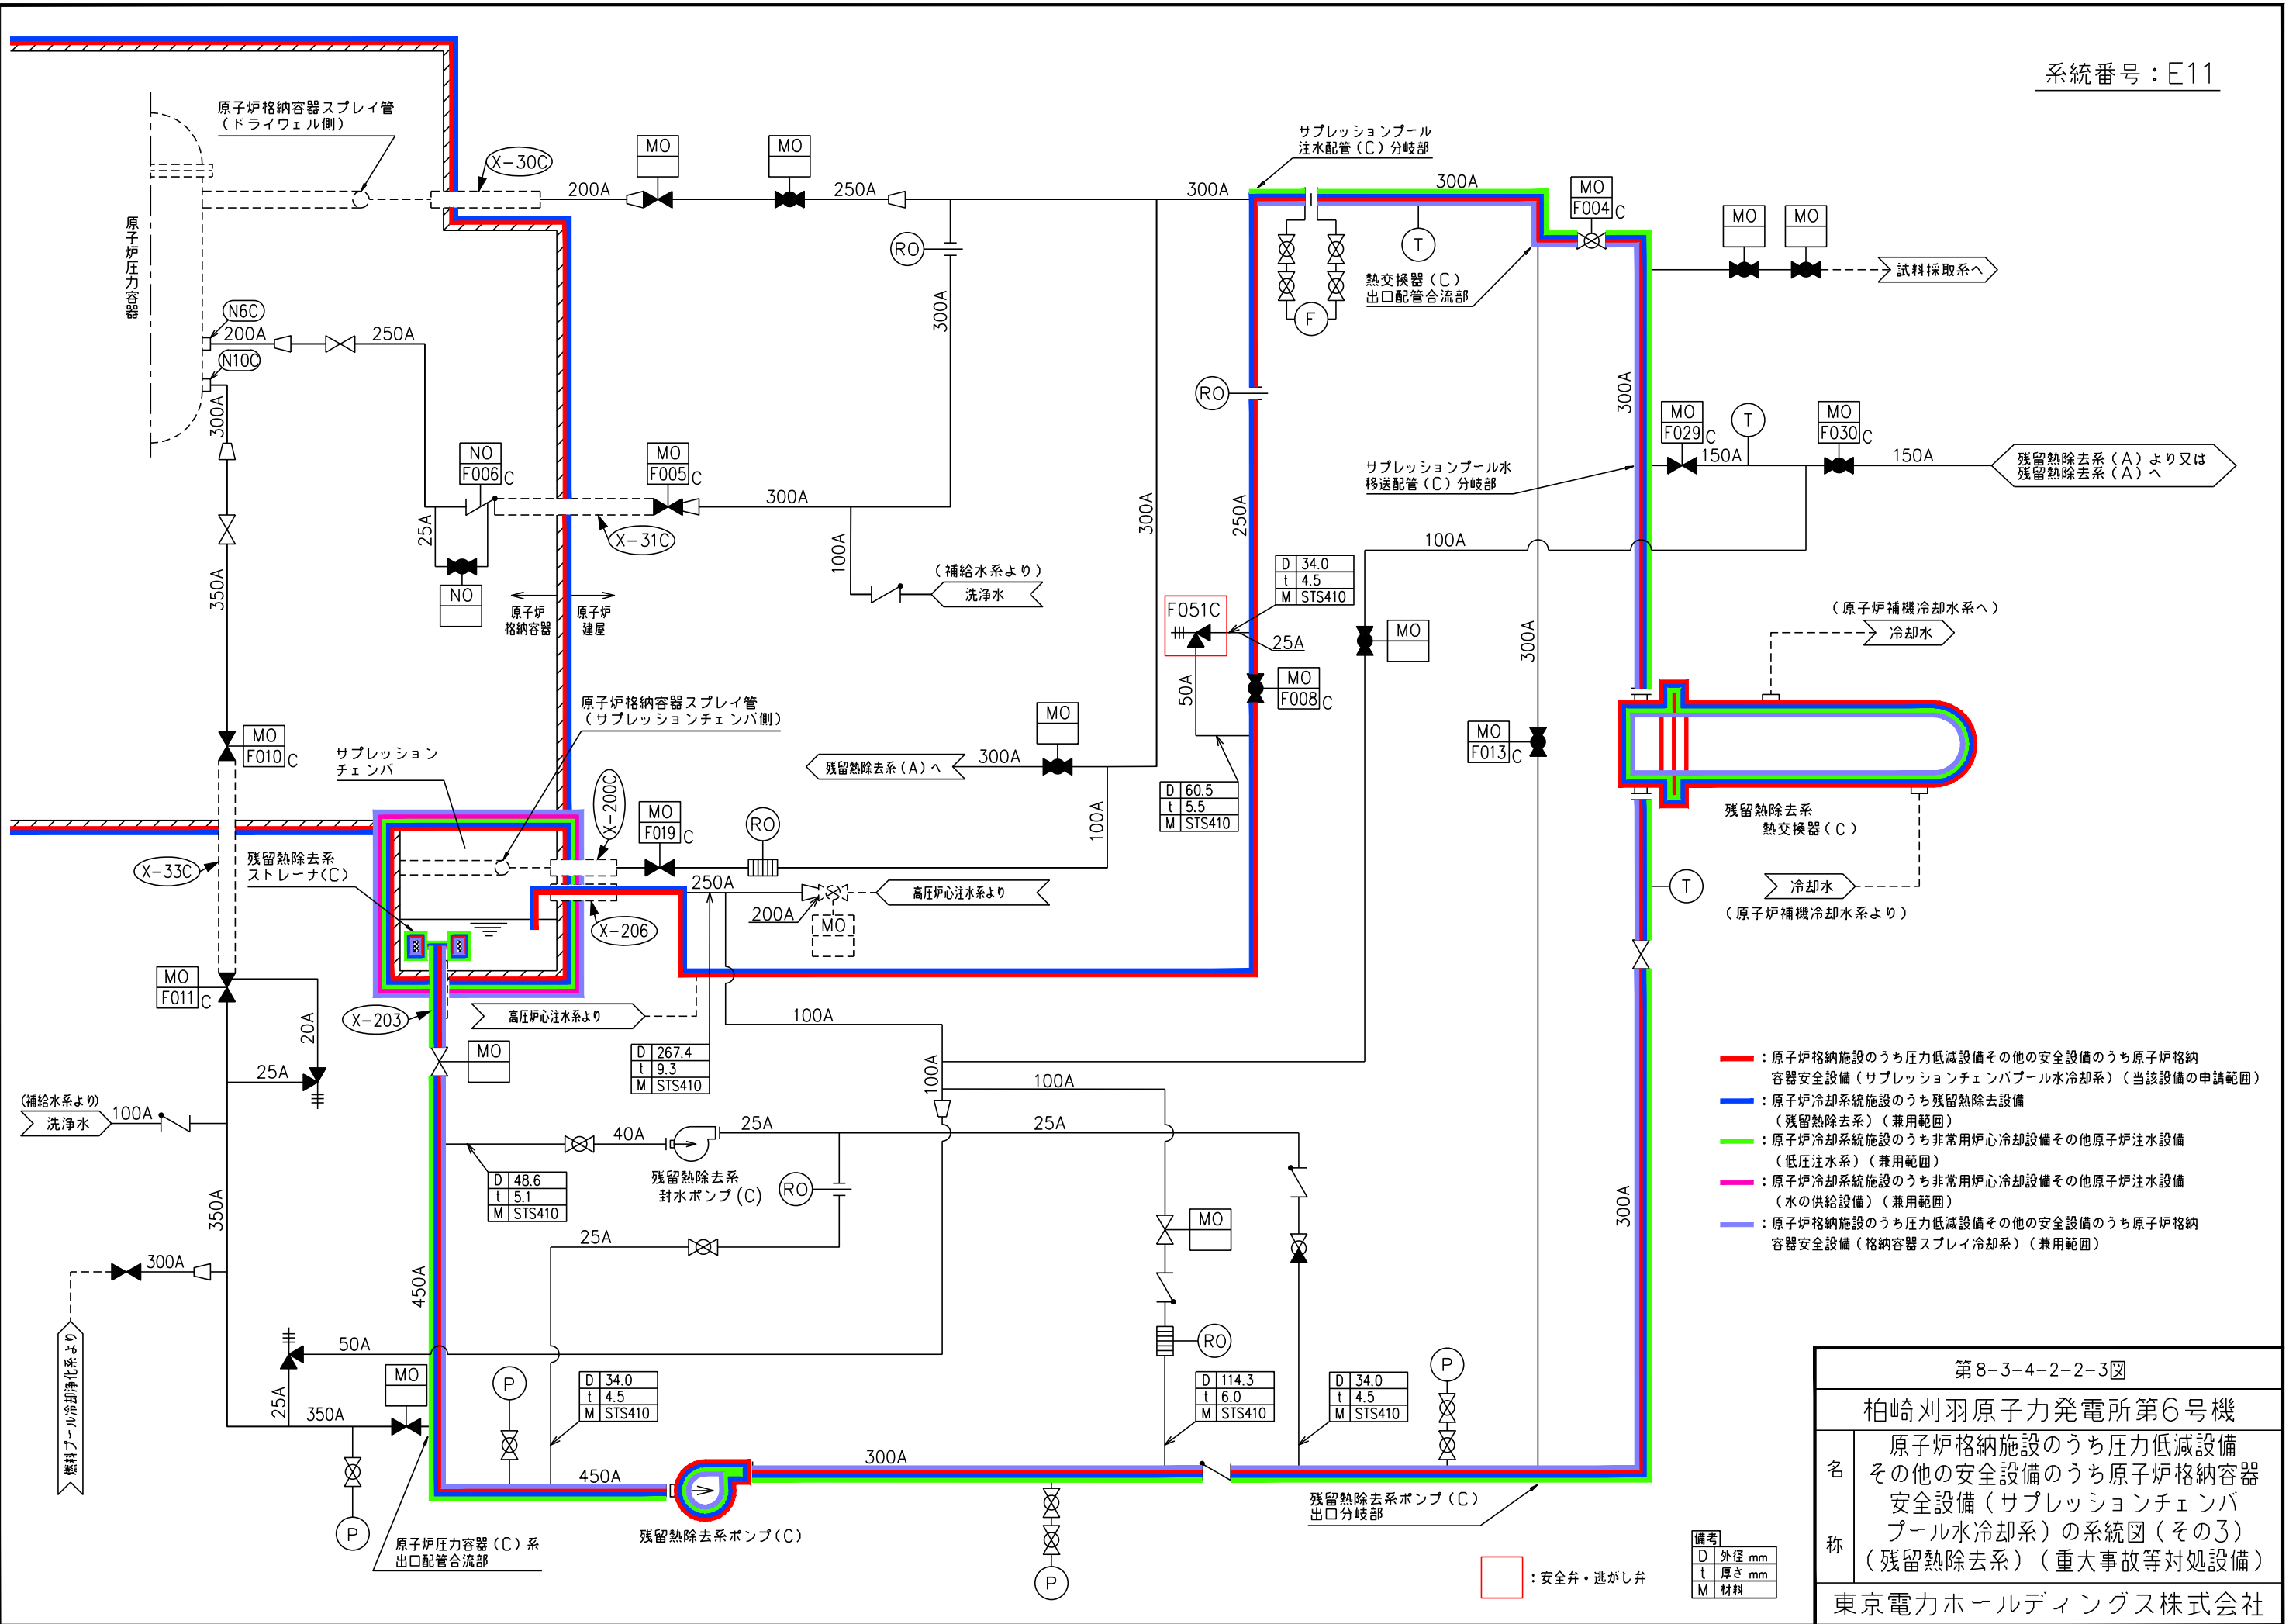 系統番号：E11
原子炉格納容器スプレイ管
（ドライウェル側）
X-30C
MO
MO
200A
250A
300A
サプレッションプール
注水配管（C）分岐部
300A
MO
F004C
MO
MO
試料採取系へ
T
F
熱交換器（C）
出口配管合流部
原子炉圧力容器
RO
300A
N6C
200A
250A
N10C
300A
RO
300A
MO
F029C
T
MO
F030C
150A
150A
残留熱除去系（A）より又は
残留熱除去系（A）へ
サプレッションプール水
移送配管（C）分岐部
NO
F006C
MO
F005C
300A
X-31C
25A
NO
100A
300A
250A
100A
（補給水系より）
洗浄水
原子炉
格納容器
原子炉
建屋
350A
D 34.0
t 4.5
M STS410
F051C
25A
50A
MO
300A
（原子炉補機冷却水系へ）
冷却水
MO
F008C
原子炉格納容器スプレイ管
（サプレッションチェンバ側）
MO
残留熱除去系（A）へ
300A
MO
F010C
サプレッション
チェンバ
MO
F013C
D 60.5
t 5.5
M STS410
X-200C
MO
F019C
RO
100A
残留熱除去系
熱交換器（C）
X-33C
残留熱除去系
ストレーナ（C）
250A
200A
MO
高圧炉心注水系より
X-206
T
冷却水
（原子炉補機冷却水系より）
MO
F011C
20A
X-203
高圧炉心注水系より
100A
MO
D 267.4
t 9.3
M STS410
25A
100A
100A
（補給水系より）
洗浄水
100A
40A
25A
25A
残留熱除去系
封水ポンプ（C）
RO
D 48.6
t 5.1
M STS410
350A
25A
MO
300A
450A
300A
燃料プール冷却浄化系より
50A
RO
25A
MO
P
350A
D 34.0
t 4.5
M STS410
D 114.3
t 6.0
M STS410
D 34.0
t 4.5
M STS410
P
450A
300A
P
P
原子炉圧力容器（C）系
出口配管合流部
残留熱除去系ポンプ（C）
残留熱除去系ポンプ（C）
出口分岐部
：原子炉格納施設のうち圧力低減設備その他の安全設備のうち原子炉格納
容器安全設備（サプレッションチェンバプール水冷却系）（当該設備の申請範囲）
：原子炉冷却系統施設のうち残留熱除去設備
（残留熱除去系）（兼用範囲）
：原子炉冷却系統施設のうち非常用炉心冷却設備その他原子炉注水設備
（低圧注水系）（兼用範囲）
：原子炉冷却系統施設のうち非常用炉心冷却設備その他原子炉注水設備
（水の供給設備）（兼用範囲）
：原子炉格納施設のうち圧力低減設備その他の安全設備のうち原子炉格納
容器安全設備（格納容器スプレイ冷却系）（兼用範囲）
：安全弁・逃がし弁
備考
D 外径 mm
t 厚さ mm
M 材料
第8-3-4-2-2-3図
柏崎刈羽原子力発電所第6号機
名称
原子炉格納施設のうち圧力低減設備
その他の安全設備のうち原子炉格納容器
安全設備（サプレッションチェンバ
プール水冷却系）の系統図（その3）
（残留熱除去系）（重大事故等対処設備）
東京電力ホールディングス株式会社